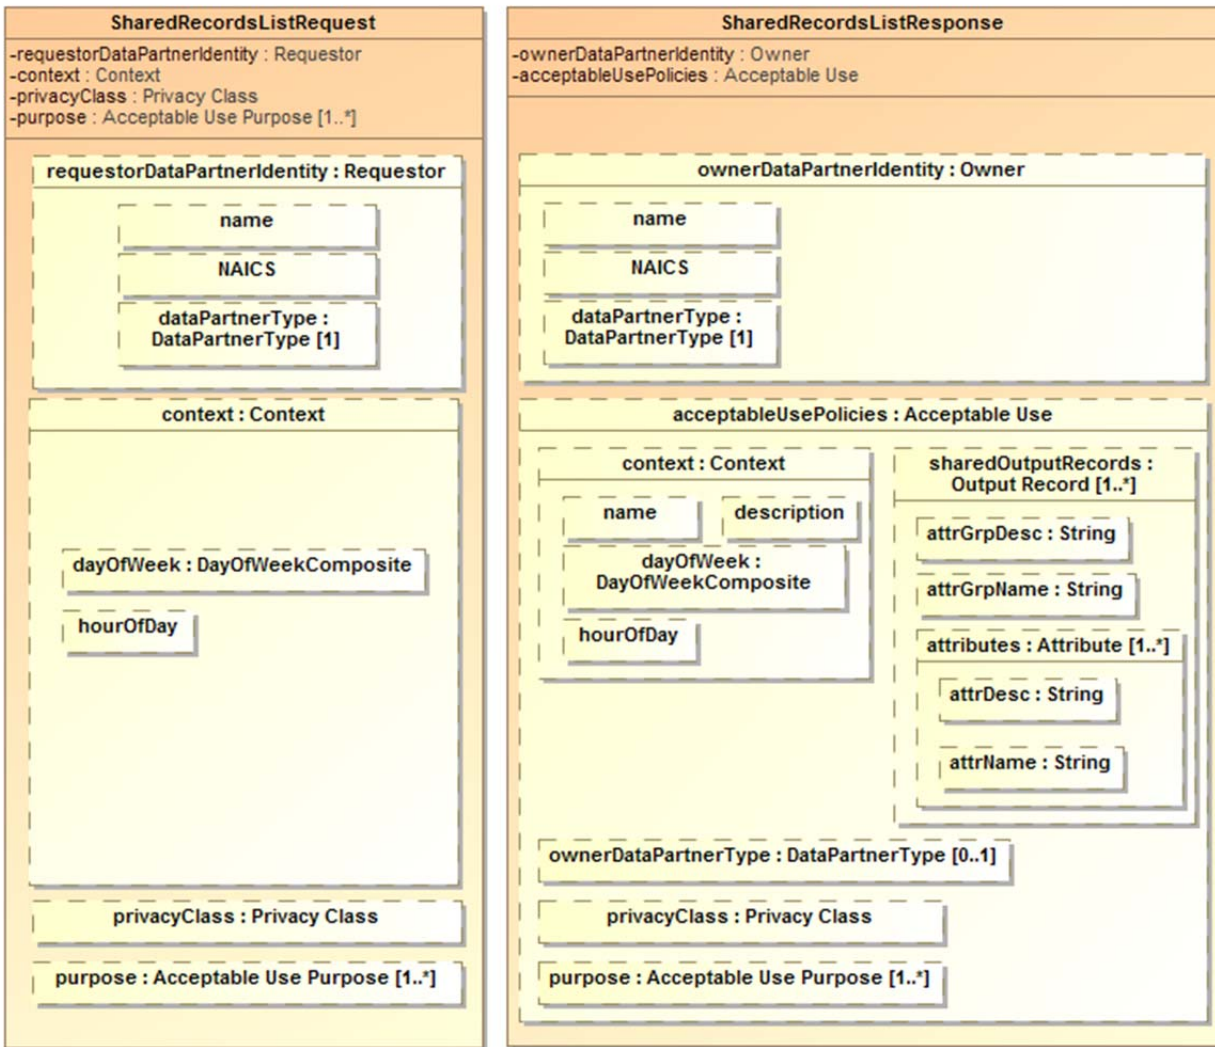 SharedRecordsListRequest
-requestorDataPartnerIdentity : Requestor
-context : Context
-privacyClass : Privacy Class
-purpose : Acceptable Use Purpose [1..*]
requestorDataPartnerIdentity : Requestor
name
NAICS
dataPartnerType :
DataPartnerType [1]
context : Context
dayOfWeek : DayOfWeekComposite
hourOfDay
privacyClass : Privacy Class
purpose : Acceptable Use Purpose [1..*]
SharedRecordsListResponse
-ownerDataPartnerIdentity : Owner
-acceptableUsePolicies : Acceptable Use
ownerDataPartnerIdentity : Owner
name
NAICS
dataPartnerType :
DataPartnerType [1]
acceptableUsePolicies : Acceptable Use
context : Context
name
description
dayOfWeek :
DayOfWeekComposite
hourOfDay
sharedOutputRecords :
Output Record [1..*]
attrGrpDesc : String
attrGrpName : String
attributes : Attribute [1..*]
attrDesc : String
attrName : String
ownerDataPartnerType : DataPartnerType [0..1]
privacyClass : Privacy Class
purpose : Acceptable Use Purpose [1..*]